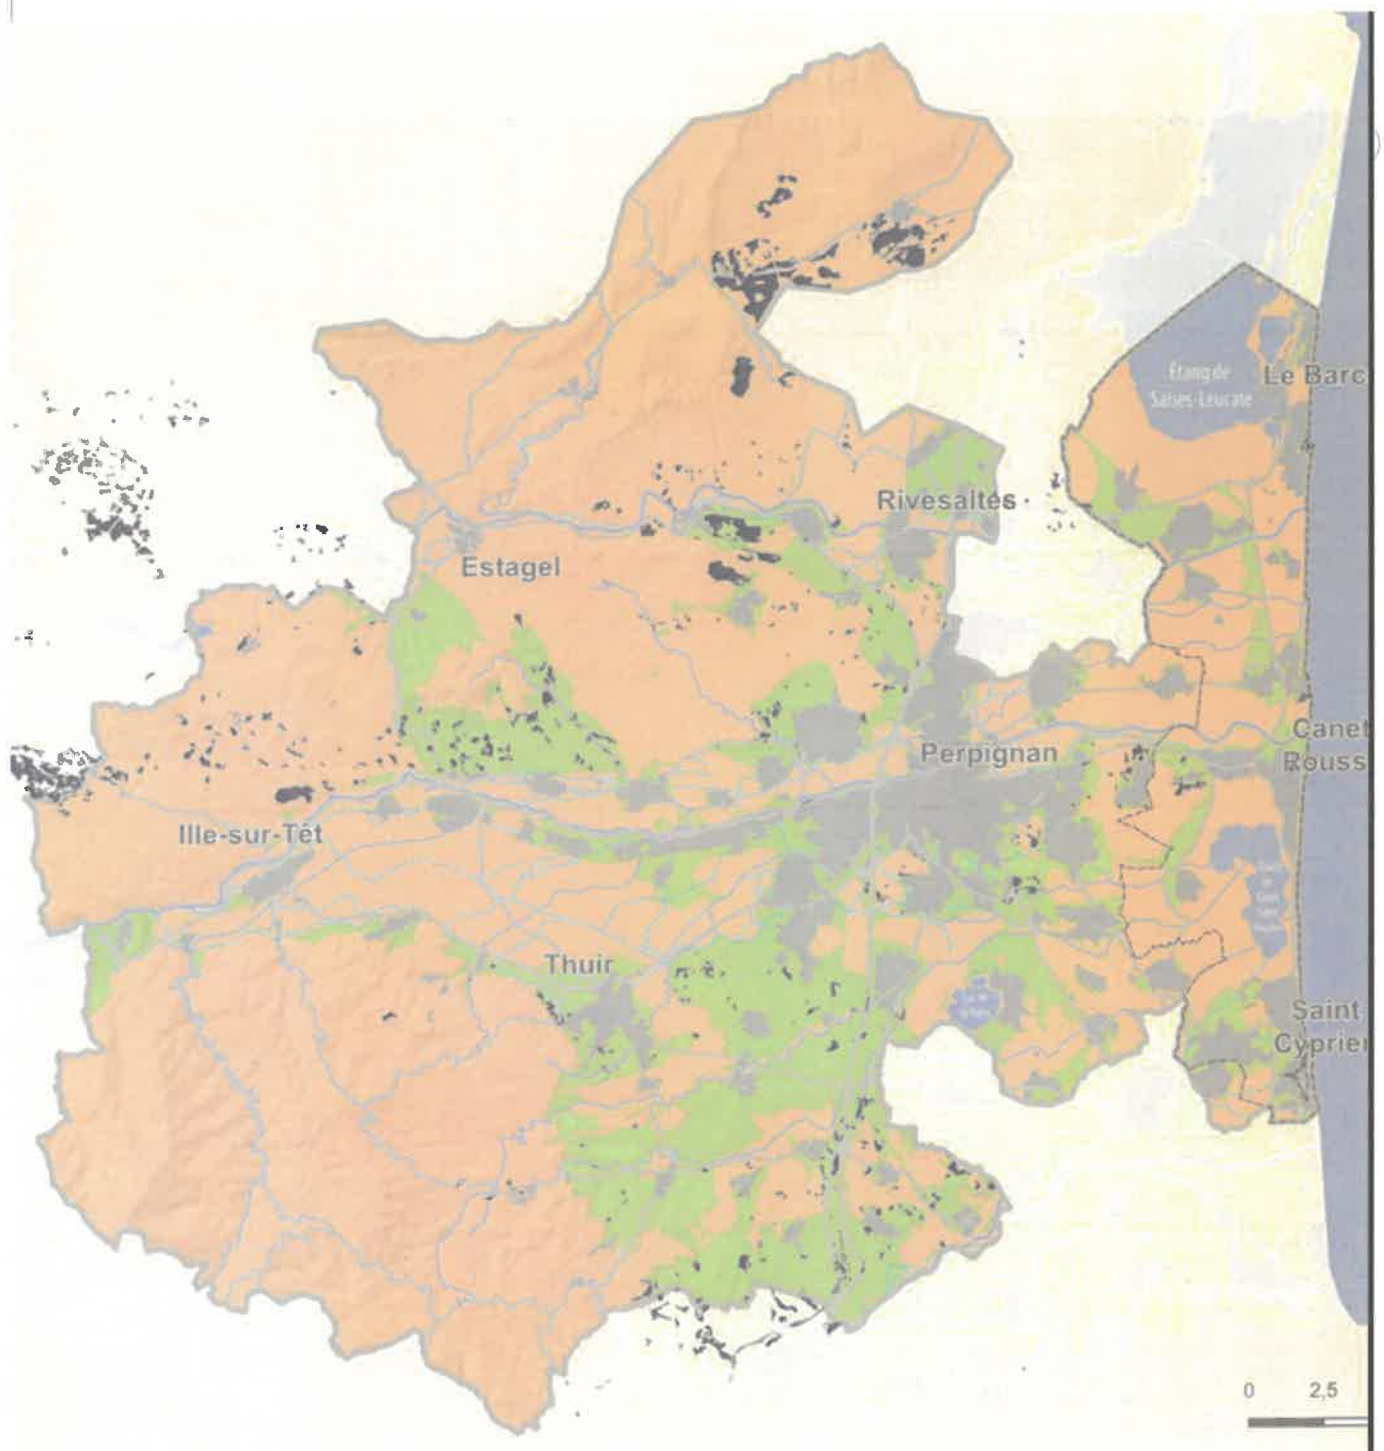 Étang de
Salses-Leucate
Le Barc
Rivesaltes
Estagel
Canet
Rouss
Perpignan
Ille-sur-Têt
Thuir
Saint
Cyprien
0 2,5